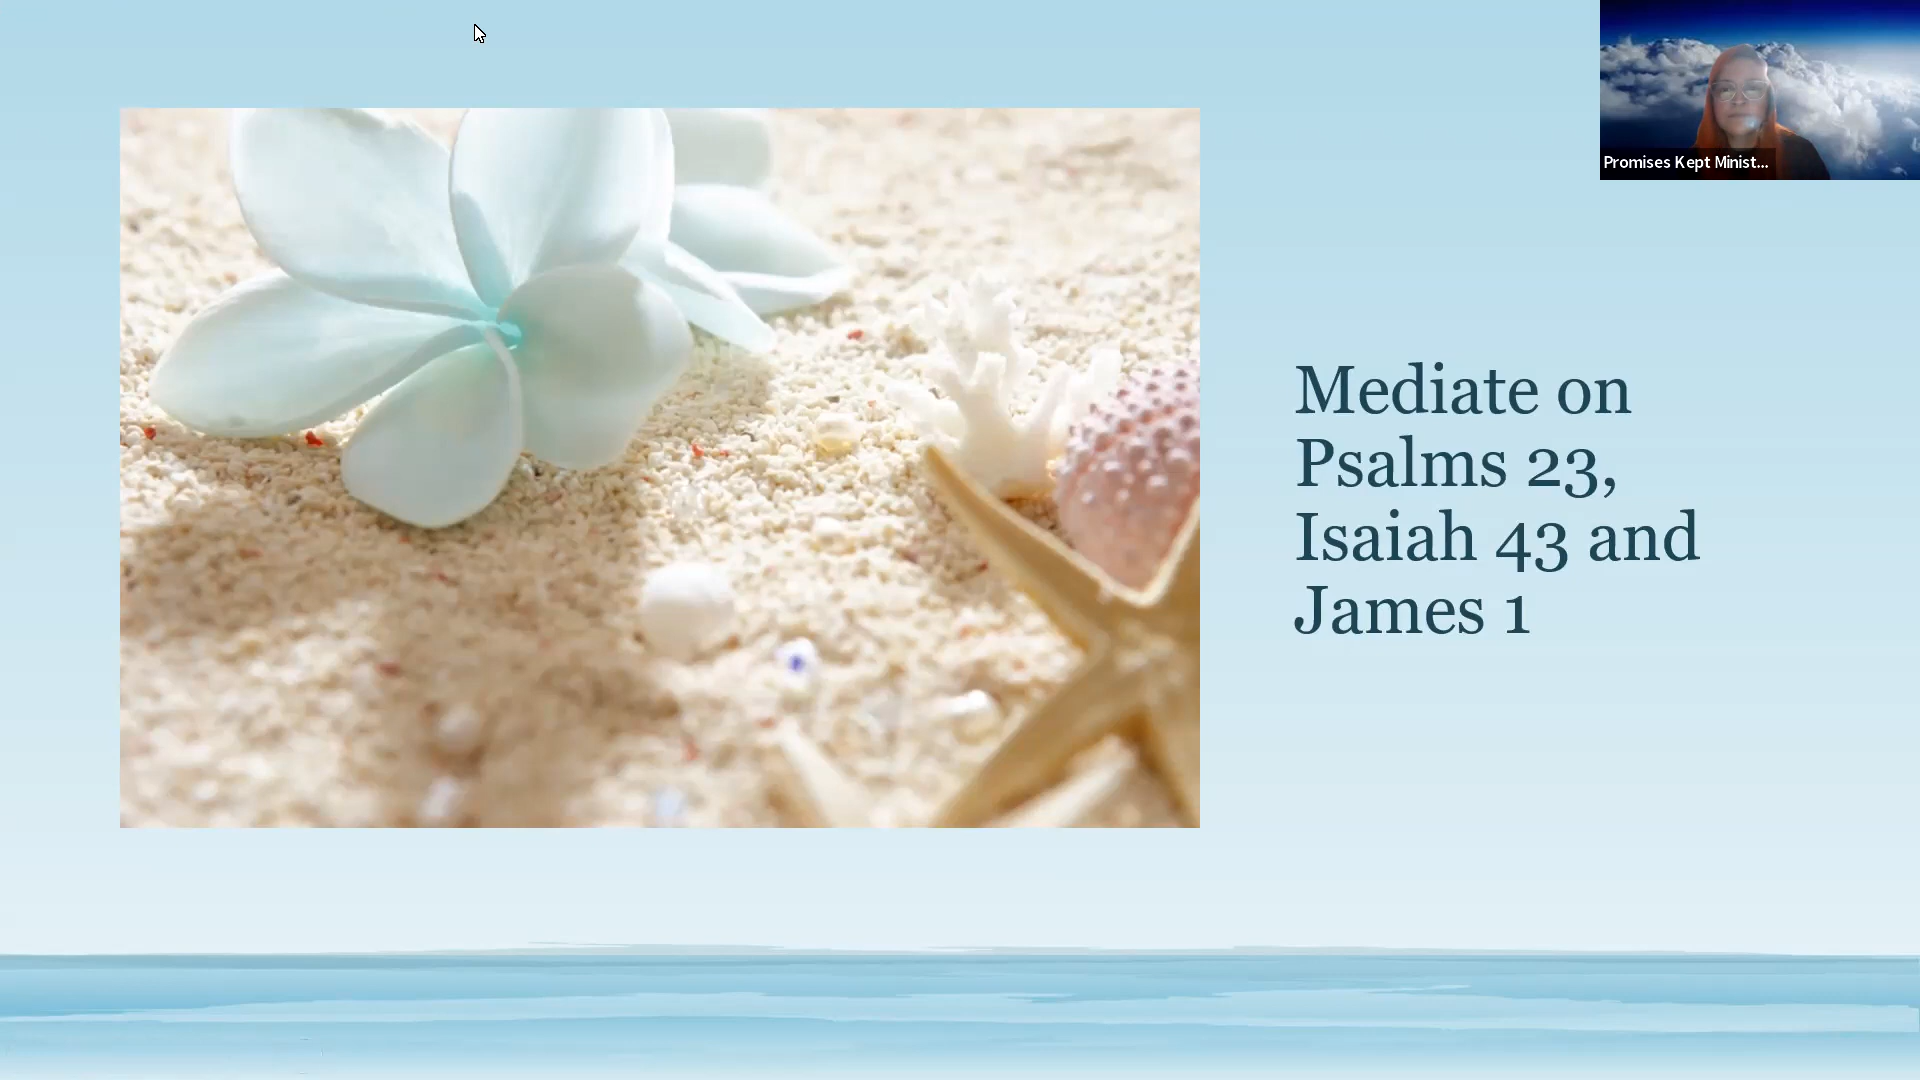 Promises Kept Minist...
Mediate on
Psalms 23,
Isaiah 43 and
James 1